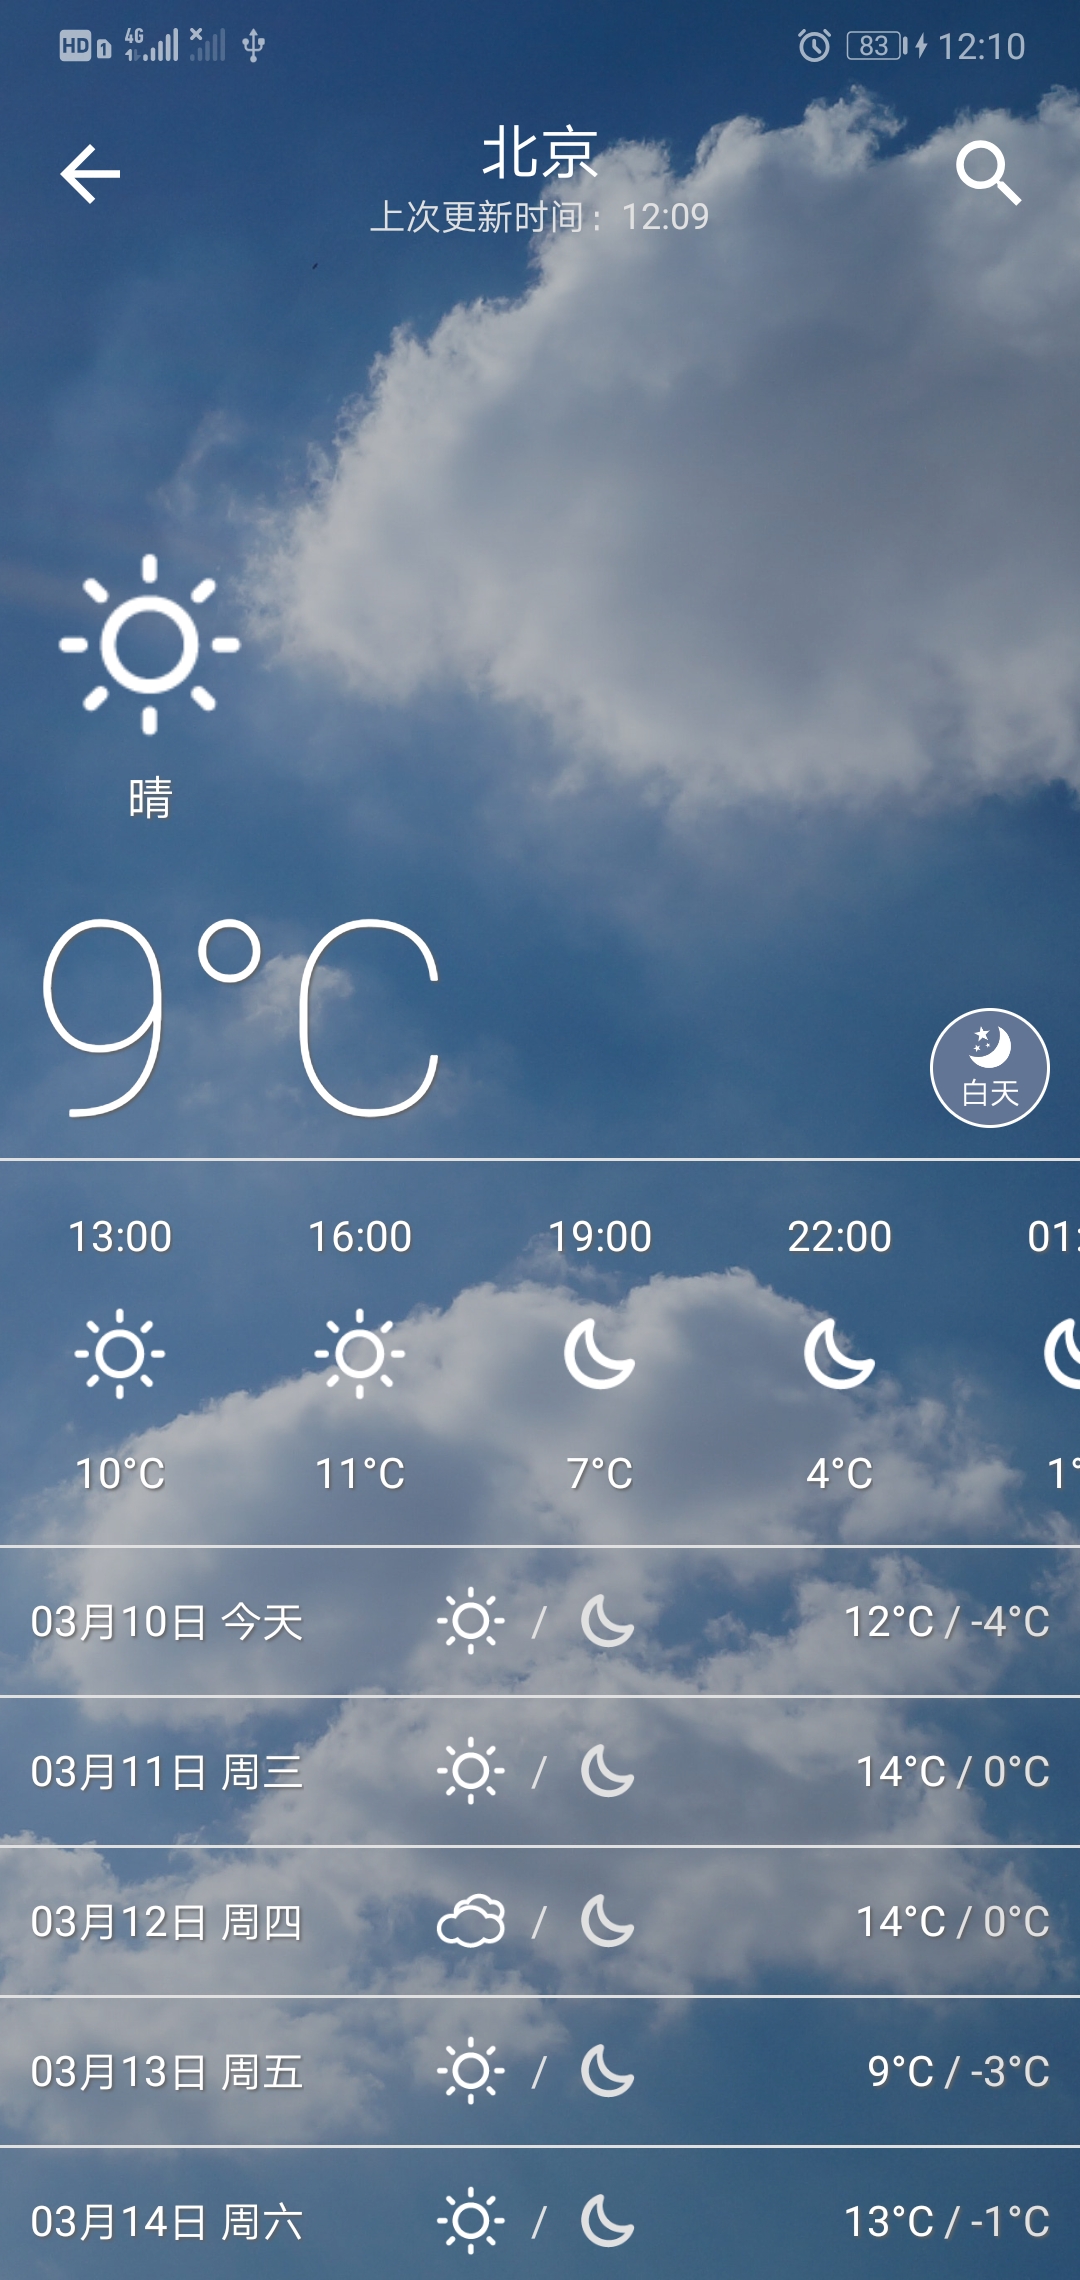 HD 1 4G 83 12:10
北京
上次更新时间：12:09
晴
9°C
白天
13:00 16:00 19:00 22:00 01:
10°C 11°C 7°C 4°C 1°
03月10日 今天 / 12°C / -4°C
03月11日 周三 / 14°C / 0°C
03月12日 周四 / 14°C / 0°C
03月13日 周五 / 9°C / -3°C
03月14日 周六 / 13°C / -1°C